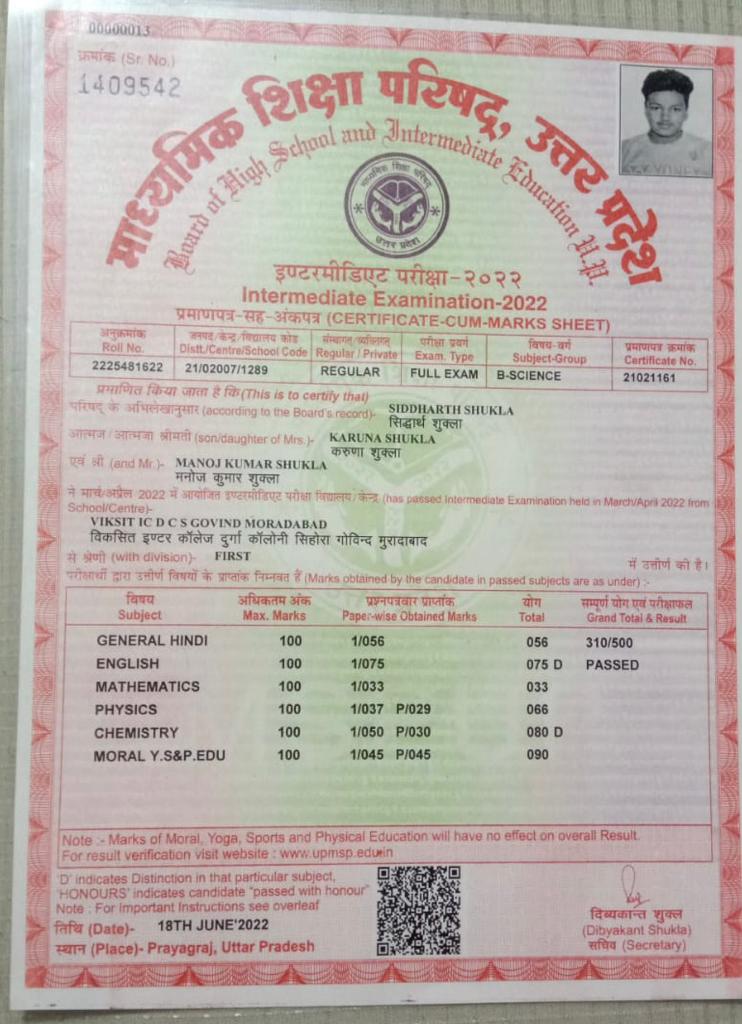 00000013
क्रमांक (Sr. No.)
1409542
माध्यमिक शिक्षा परिषद्, उत्तर प्रदेश
Board of High School and Intermediate Education U.P.
माध्यमिक शिक्षा परिषद्
उत्तर प्रदेश
इण्टरमीडिएट परीक्षा-२०२२
Intermediate Examination-2022
प्रमाणपत्र-सह-अंकपत्र (CERTIFICATE-CUM-MARKS SHEET)
अनुक्रमांक जनपद/केन्द्र/विद्यालय कोड संस्थागत/व्यक्तिगत परीक्षा प्रवर्ग विषय-वर्ग प्रमाणपत्र क्रमांक
Roll No. Distt./Centre/School Code Regular / Private Exam. Type Subject-Group Certificate No.
2225481622 21/02007/1289 REGULAR FULL EXAM B-SCIENCE 21021161
प्रमाणित किया जाता है कि (This is to certify that)
परिषद् के अभिलेखानुसार (according to the Board's record)- SIDDHARTH SHUKLA
सिद्धार्थ शुक्ला
आत्मज/आत्मजा श्रीमती (son/daughter of Mrs.)- KARUNA SHUKLA
करुणा शुक्ला
एवं श्री (and Mr.)- MANOJ KUMAR SHUKLA
मनोज कुमार शुक्ला
ने मार्च/अप्रैल 2022 में आयोजित इण्टरमीडिएट परीक्षा विद्यालय/केन्द्र (has passed Intermediate Examination held in March/April 2022 from
School/Centre)-
VIKSIT IC D C S GOVIND MORADABAD
विकसित इण्टर कॉलेज दुर्गा कॉलोनी सिहोरा गोविन्द मुरादाबाद
से श्रेणी (with division)- FIRST में उत्तीर्ण की है।
परीक्षार्थी द्वारा उत्तीर्ण विषयों के प्राप्तांक निम्नवत हैं (Marks obtained by the candidate in passed subjects are as under) :-
विषय अधिकतम अंक प्रश्नपत्रवार प्राप्तांक योग सम्पूर्ण योग एवं परीक्षाफल
Subject Max. Marks Paper-wise Obtained Marks Total Grand Total & Result
GENERAL HINDI 100 1/056 056 310/500
ENGLISH 100 1/075 075 D PASSED
MATHEMATICS 100 1/033 033
PHYSICS 100 1/037 P/029 066
CHEMISTRY 100 1/050 P/030 080 D
MORAL Y.S&P.EDU 100 1/045 P/045 090
Note :- Marks of Moral, Yoga, Sports and Physical Education will have no effect on overall Result.
For result verification visit website : www.upmsp.edu.in
'D' indicates Distinction in that particular subject,
'HONOURS' indicates candidate "passed with honour"
Note : For Important Instructions see overleaf
तिथि (Date)- 18TH JUNE'2022
स्थान (Place)- Prayagraj, Uttar Pradesh
दिब्यकान्त शुक्ल
(Dibyakant Shukla)
सचिव (Secretary)